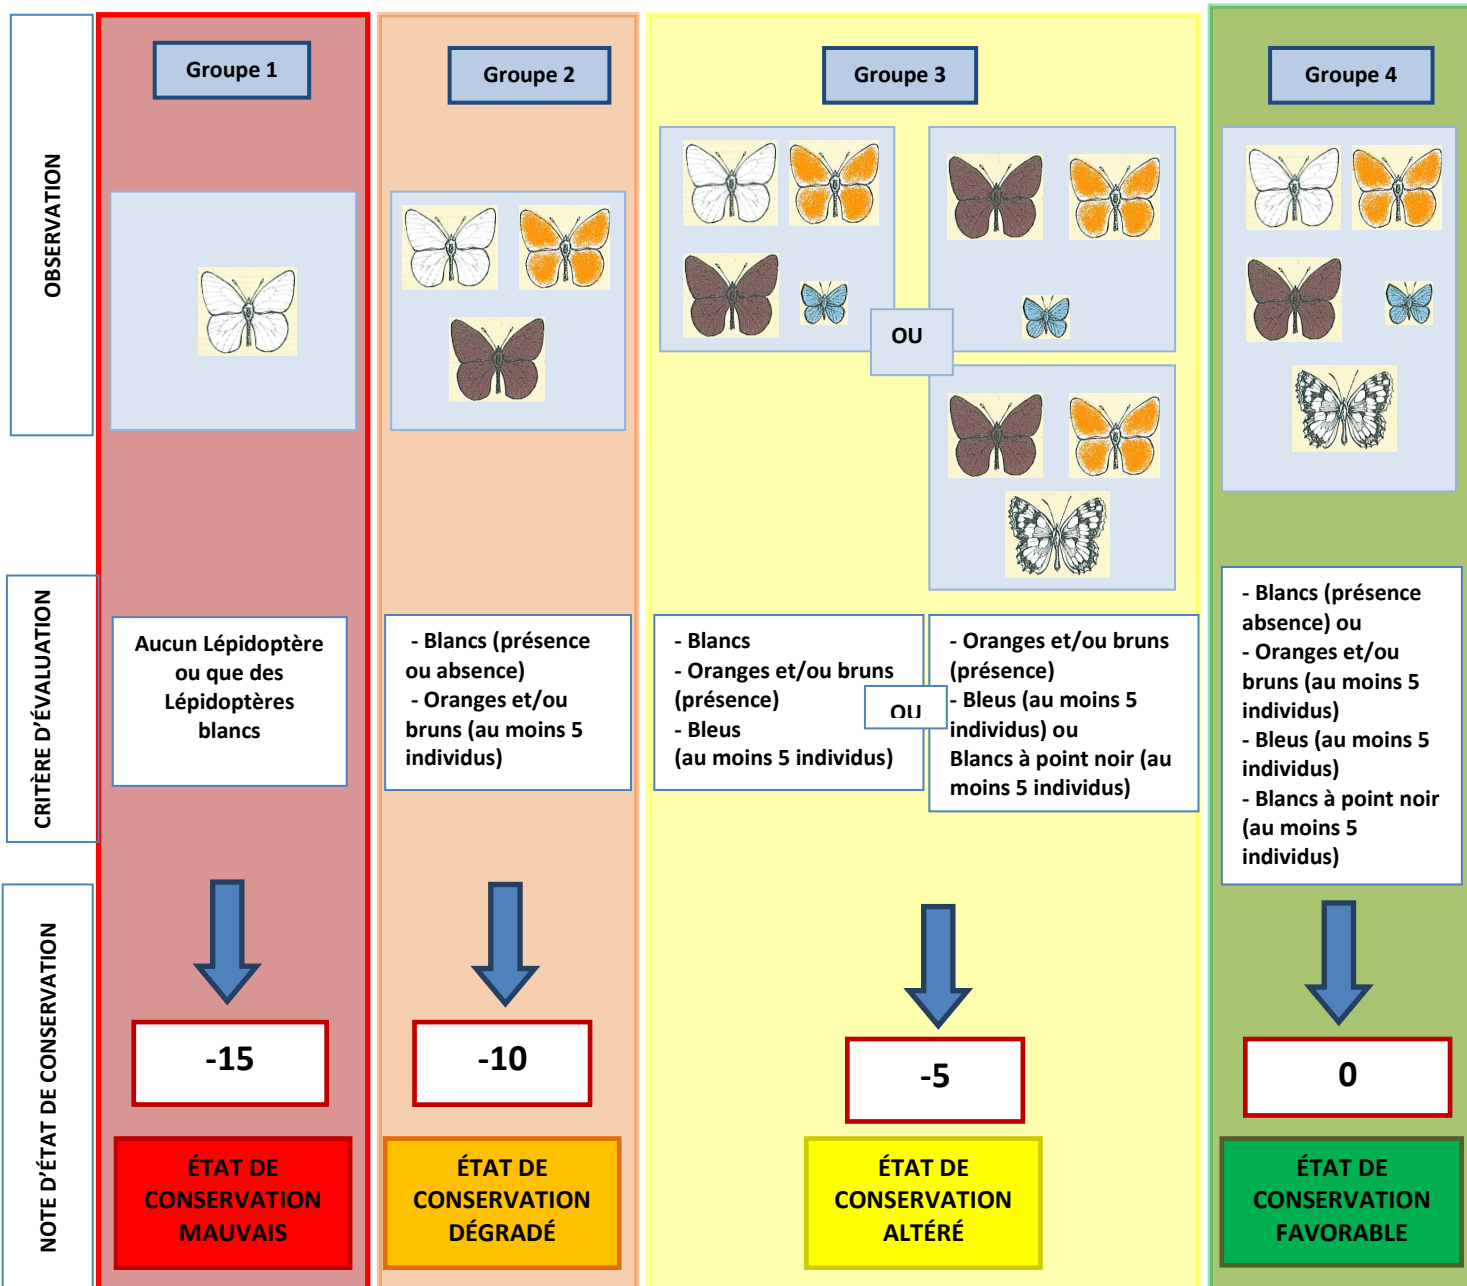 OBSERVATION
Groupe 1
Groupe 2
Groupe 3
Groupe 4
OU
CRITÈRE D’ÉVALUATION
Aucun Lépidoptère
ou que des
Lépidoptères
blancs
- Blancs (présence
ou absence)
- Oranges et/ou
bruns (au moins 5
individus)
- Blancs
- Oranges et/ou bruns
(présence)
- Bleus
(au moins 5 individus)
OU
- Oranges et/ou bruns
(présence)
- Bleus (au moins 5
individus) ou
Blancs à point noir (au
moins 5 individus)
- Blancs (présence
absence) ou
- Oranges et/ou
bruns (au moins 5
individus)
- Bleus (au moins 5
individus)
- Blancs à point noir
(au moins 5
individus)
NOTE D’ÉTAT DE CONSERVATION
-15
-10
-5
0
ÉTAT DE
CONSERVATION
MAUVAIS
ÉTAT DE
CONSERVATION
DÉGRADÉ
ÉTAT DE
CONSERVATION
ALTÉRÉ
ÉTAT DE
CONSERVATION
FAVORABLE